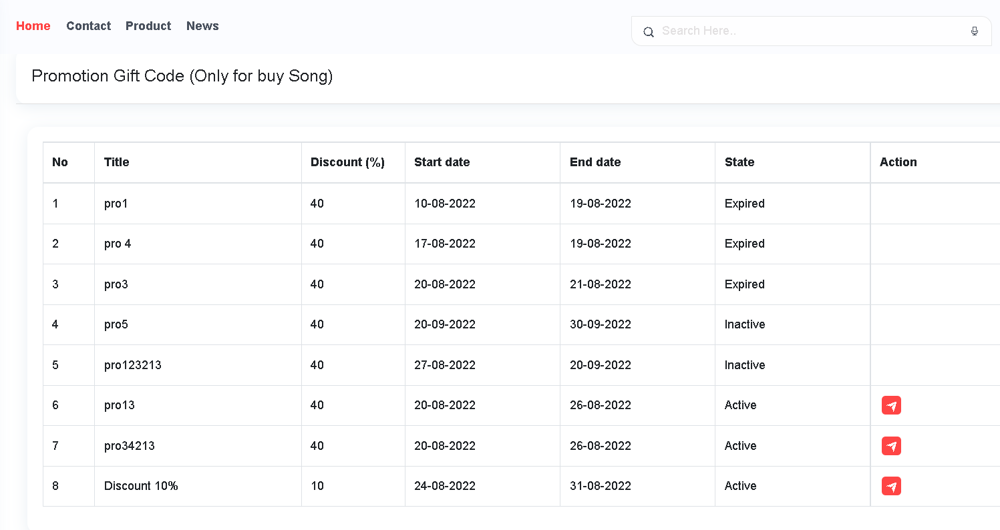 Home Contact Product News Search Here..
Promotion Gift Code (Only for buy Song)
No Title Discount (%) Start date End date State Action
1 pro1 40 10-08-2022 19-08-2022 Expired
2 pro 4 40 17-08-2022 19-08-2022 Expired
3 pro3 40 20-08-2022 21-08-2022 Expired
4 pro5 40 20-09-2022 30-09-2022 Inactive
5 pro123213 40 27-08-2022 20-09-2022 Inactive
6 pro13 40 20-08-2022 26-08-2022 Active
7 pro34213 40 20-08-2022 26-08-2022 Active
8 Discount 10% 10 24-08-2022 31-08-2022 Active